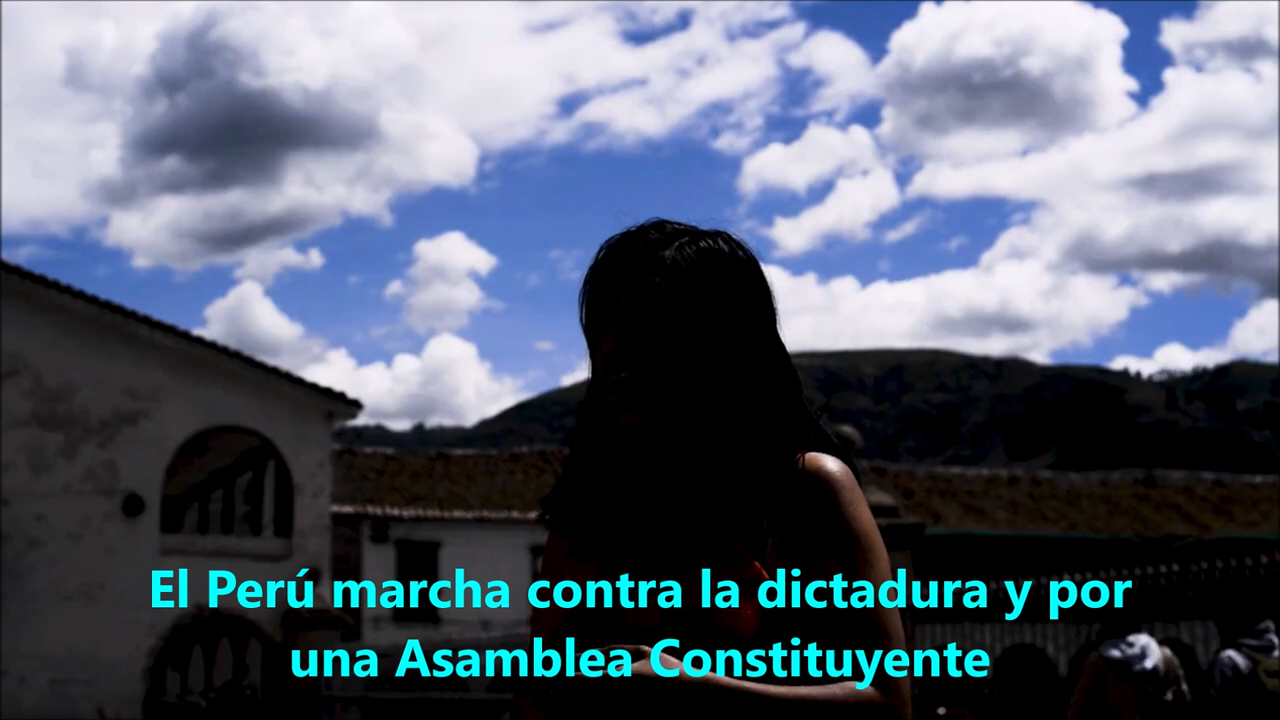 El Perú marcha contra la dictadura y por
una Asamblea Constituyente